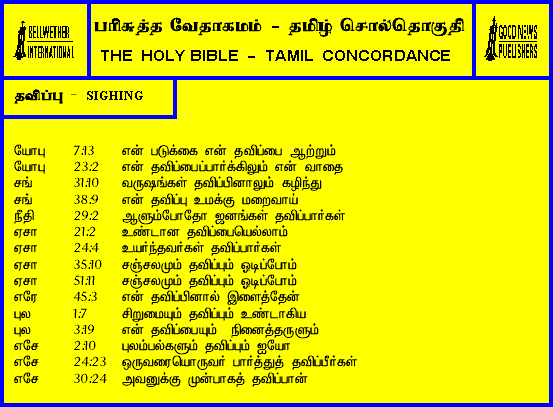 BELLWETHER INTERNATIONAL
பரிசுத்த வேதாகமம் - தமிழ் சொல்தொகுதி
THE HOLY BIBLE - TAMIL CONCORDANCE
GOOD NEWS PUBLISHERS
தவிப்பு - SIGHING
யோபு 7:13 என் படுக்கை என் தவிப்பை ஆற்றும்
யோபு 23:2 என் தவிப்பைப்பார்க்கிலும் என் வாதை
சங் 31:10 வருஷங்கள் தவிப்பினாலும் கழிந்து
சங் 38:9 என் தவிப்பு உமக்கு மறைவாய்
நீதி 29:2 ஆளும்போதோ ஜனங்கள் தவிப்பார்கள்
ஏசா 21:2 உண்டான தவிப்பையெல்லாம்
ஏசா 24:4 உயர்ந்தவர்கள் தவிப்பார்கள்
ஏசா 35:10 சஞ்சலமும் தவிப்பும் ஓடிப்போம்
ஏசா 51:11 சஞ்சலமும் தவிப்பும் ஓடிப்போம்
எரே 45:3 என் தவிப்பினால் இளைத்தேன்
புல 1:7 சிறுமையும் தவிப்பும் உண்டாகிய
புல 3:19 என் தவிப்பையும் நினைத்தருளும்
எசே 2:10 புலம்பல்களும் தவிப்பும் ஐயோ
எசே 24:23 ஒருவரையொருவர் பார்த்துத் தவிப்பீர்கள்
எசே 30:24 அவனுக்கு முன்பாகத் தவிப்பான்